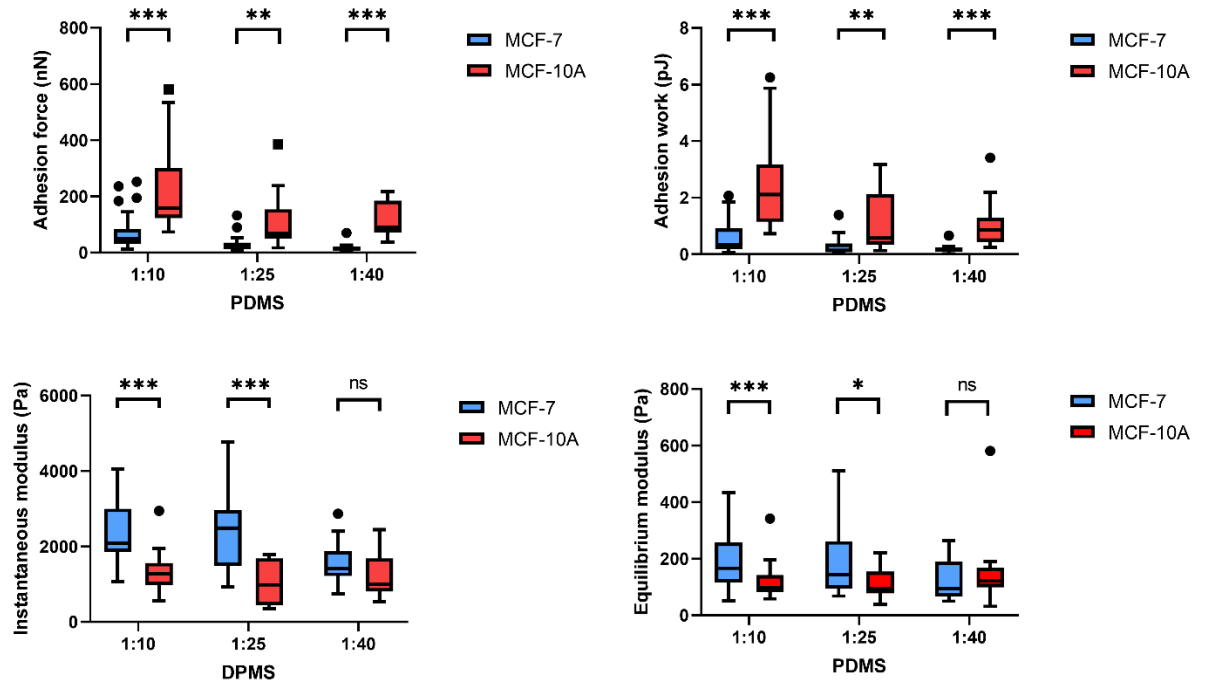 *** ** ***
800
600
400
200
0
Adhesion force (nN)
1:10 1:25 1:40
PDMS
MCF-7
MCF-10A
*** ** ***
8
6
4
2
0
Adhesion work (pJ)
1:10 1:25 1:40
PDMS
MCF-7
MCF-10A
*** *** ns
6000
4000
2000
0
Instantaneous modulus (Pa)
1:10 1:25 1:40
DPMS
MCF-7
MCF-10A
*** * ns
800
600
400
200
0
Equilibrium modulus (Pa)
1:10 1:25 1:40
PDMS
MCF-7
MCF-10A